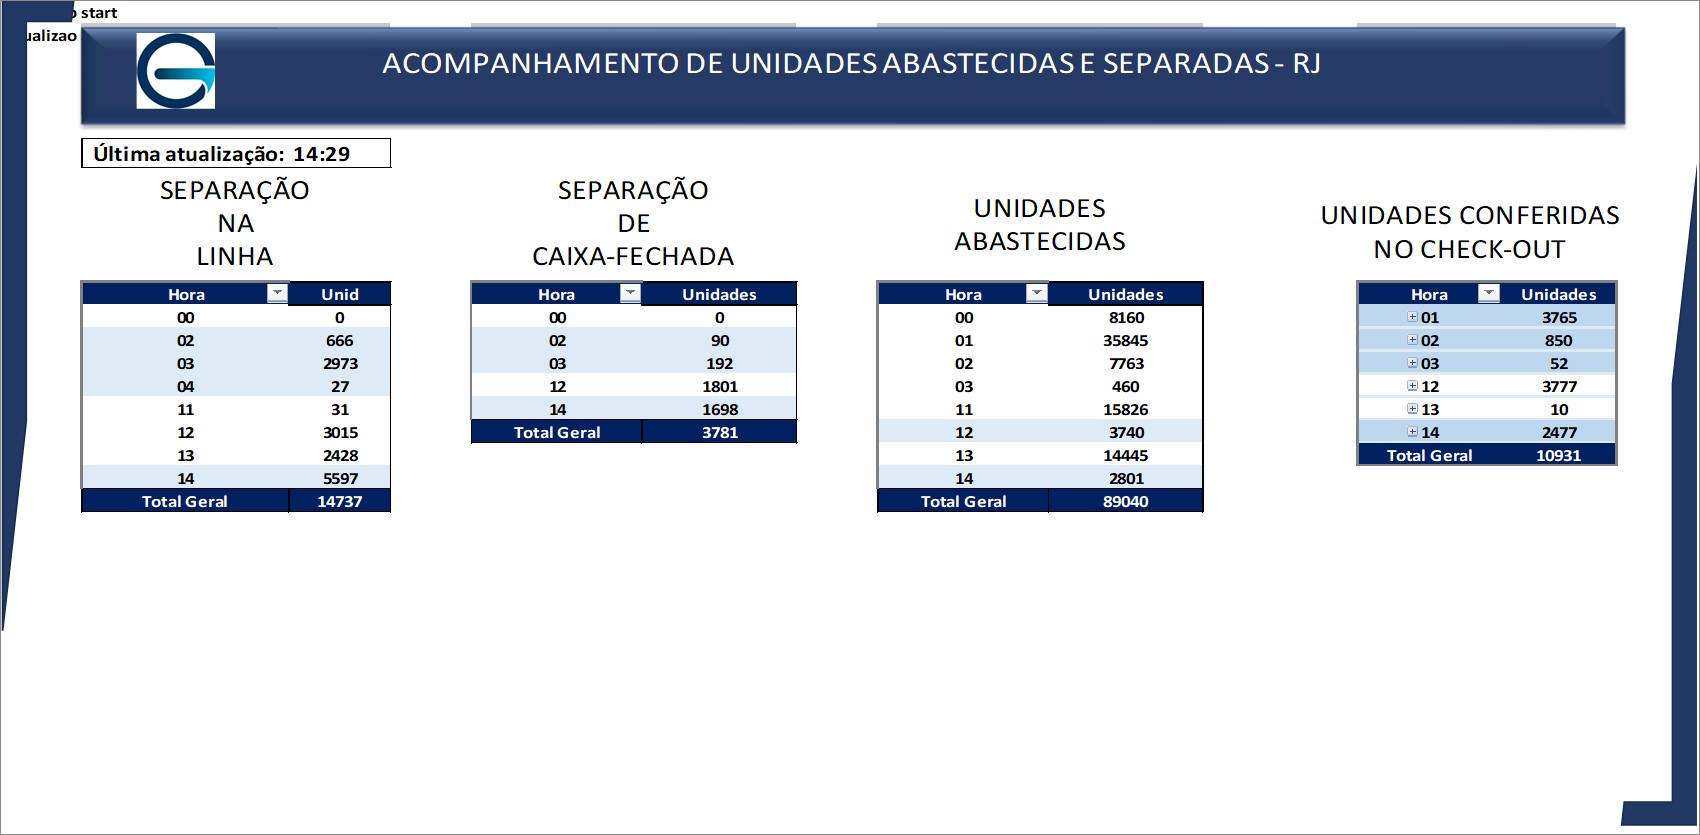 start
ualizao
ACOMPANHAMENTO DE UNIDADES ABASTECIDAS E SEPARADAS - RJ
Última atualização: 14:29
SEPARAÇÃO
NA
LINHA
Hora Unid
00 0
02 666
03 2973
04 27
11 31
12 3015
13 2428
14 5597
Total Geral 14737
SEPARAÇÃO
DE
CAIXA-FECHADA
Hora Unidades
00 0
02 90
03 192
12 1801
14 1698
Total Geral 3781
UNIDADES
ABASTECIDAS
Hora Unidades
00 8160
01 35845
02 7763
03 460
11 15826
12 3740
13 14445
14 2801
Total Geral 89040
UNIDADES CONFERIDAS
NO CHECK-OUT
Hora Unidades
01 3765
02 850
03 52
12 3777
13 10
14 2477
Total Geral 10931